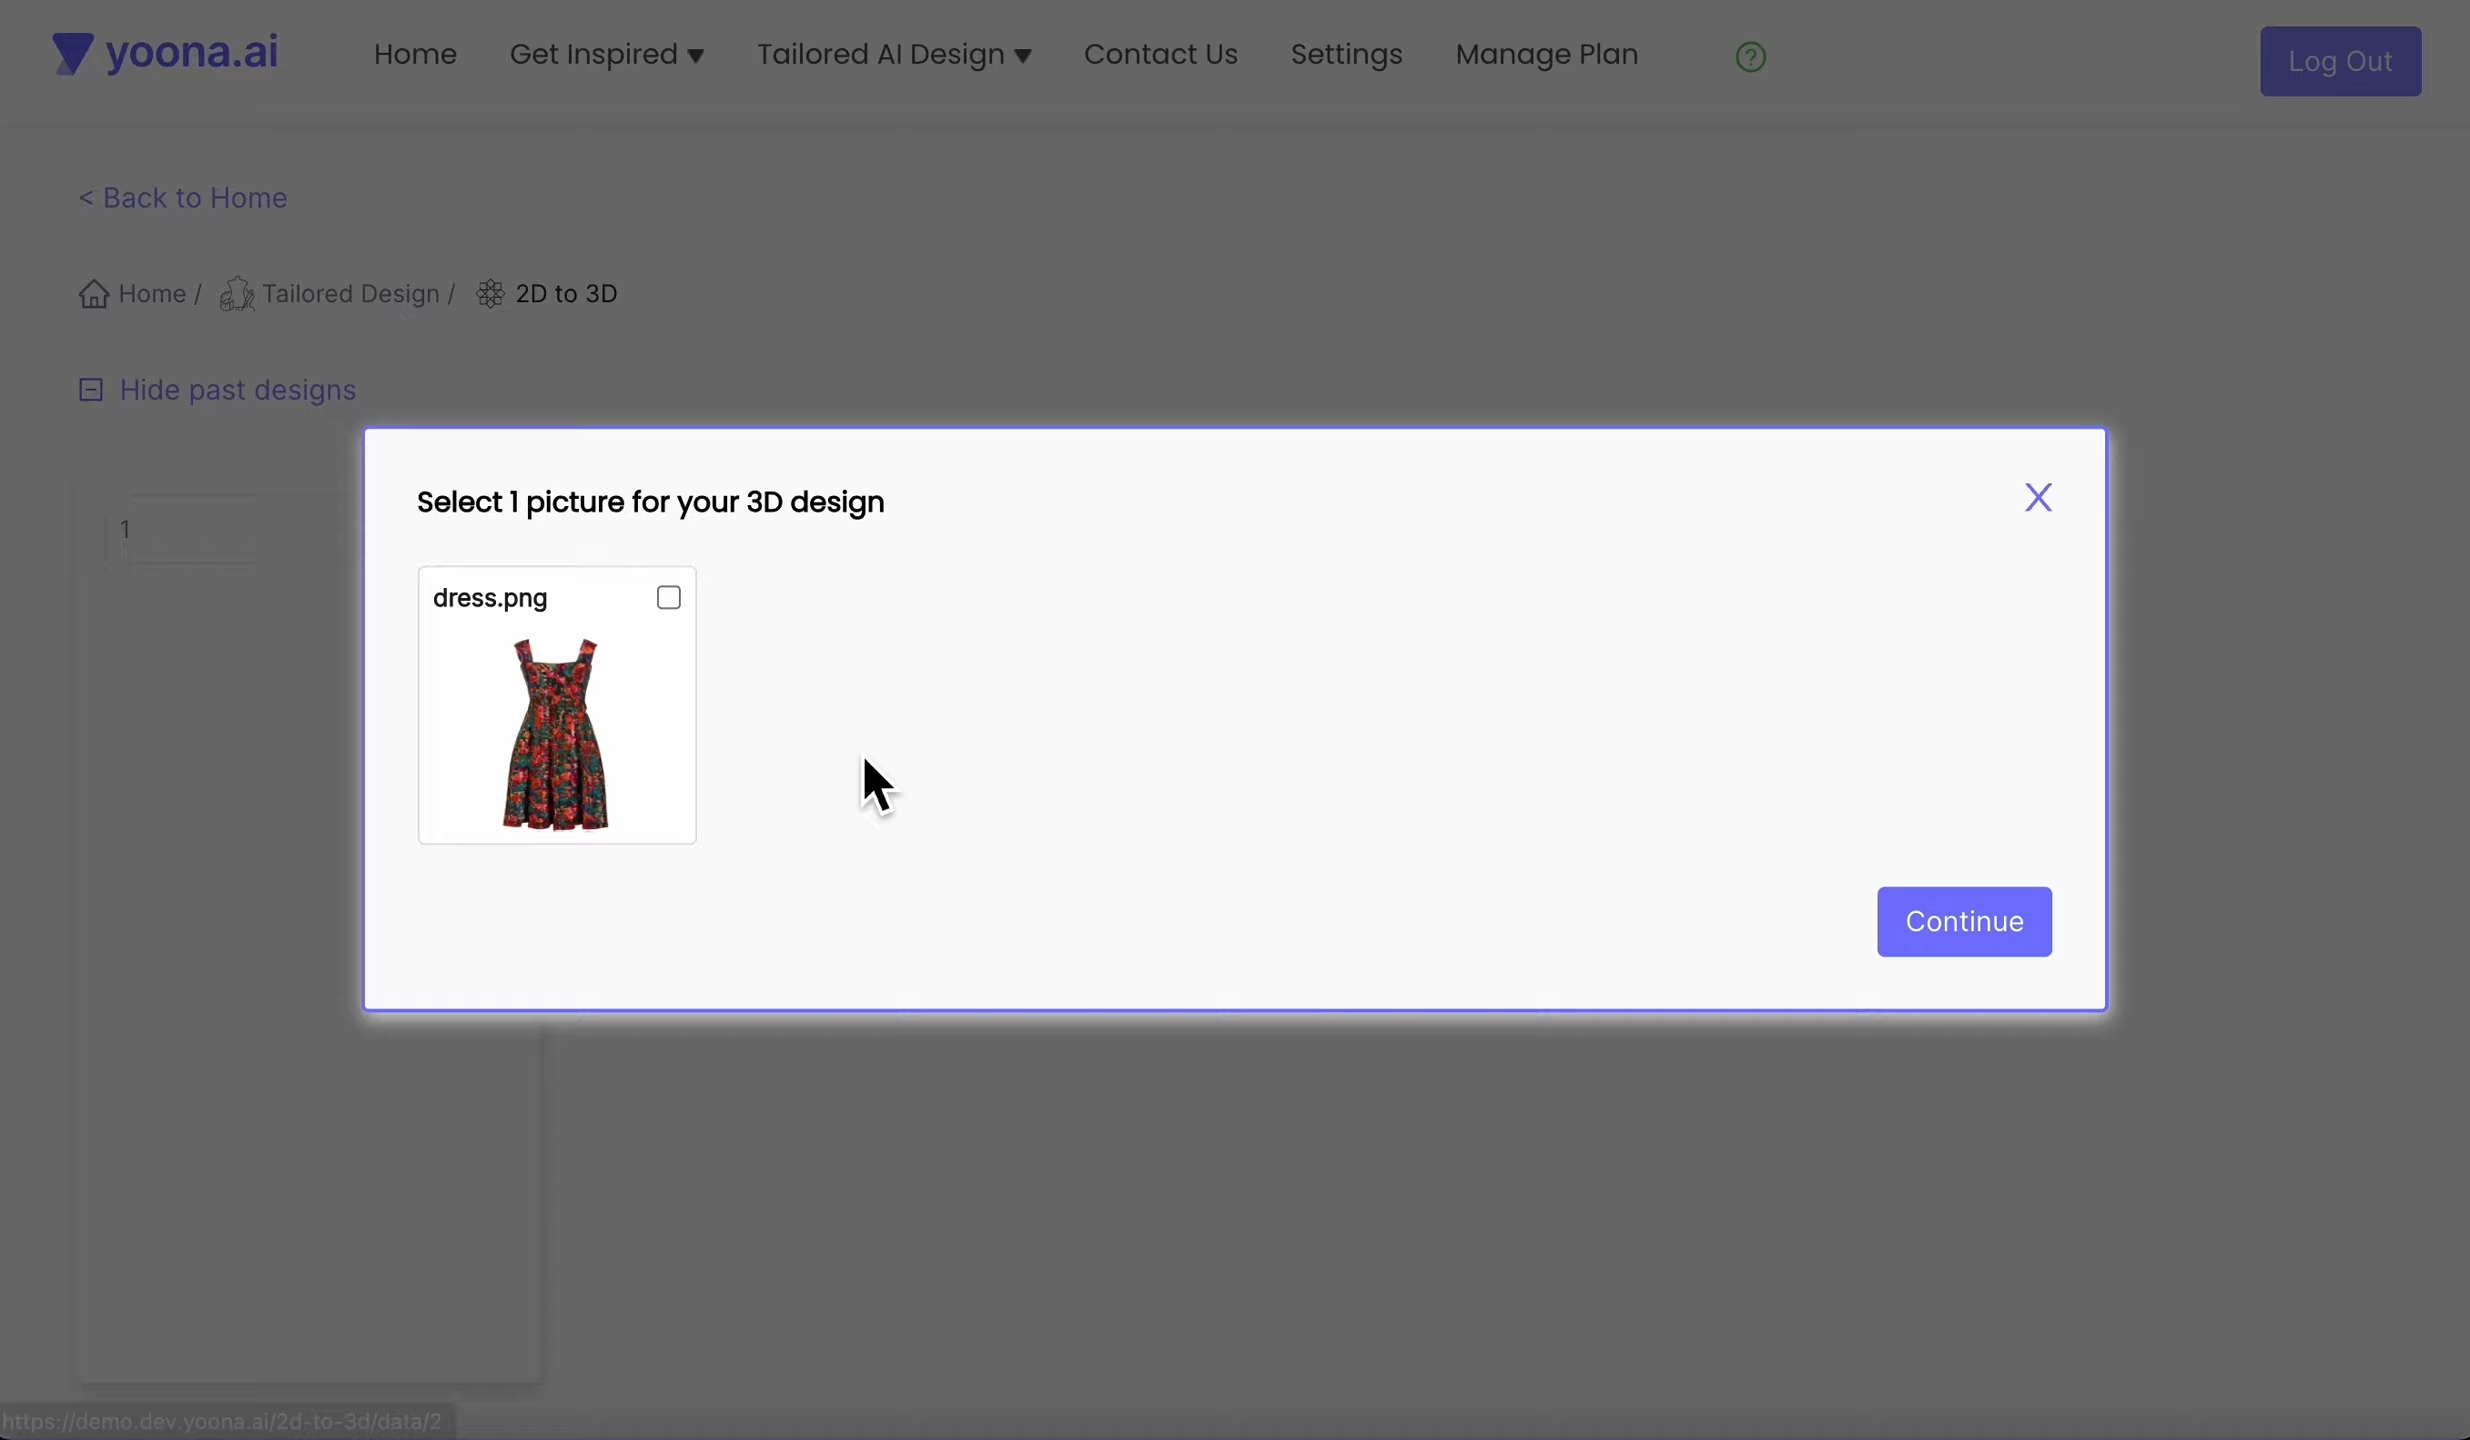 yoona.ai Home Get Inspired ▼ Tailored AI Design ▼ Contact Us Settings Manage Plan ? Log Out
< Back to Home
Home / Tailored Design / 2D to 3D
Hide past designs
1
Select 1 picture for your 3D design X
dress.png
Continue
https://demo.dev.yoona.ai/2d-to-3d/data/2